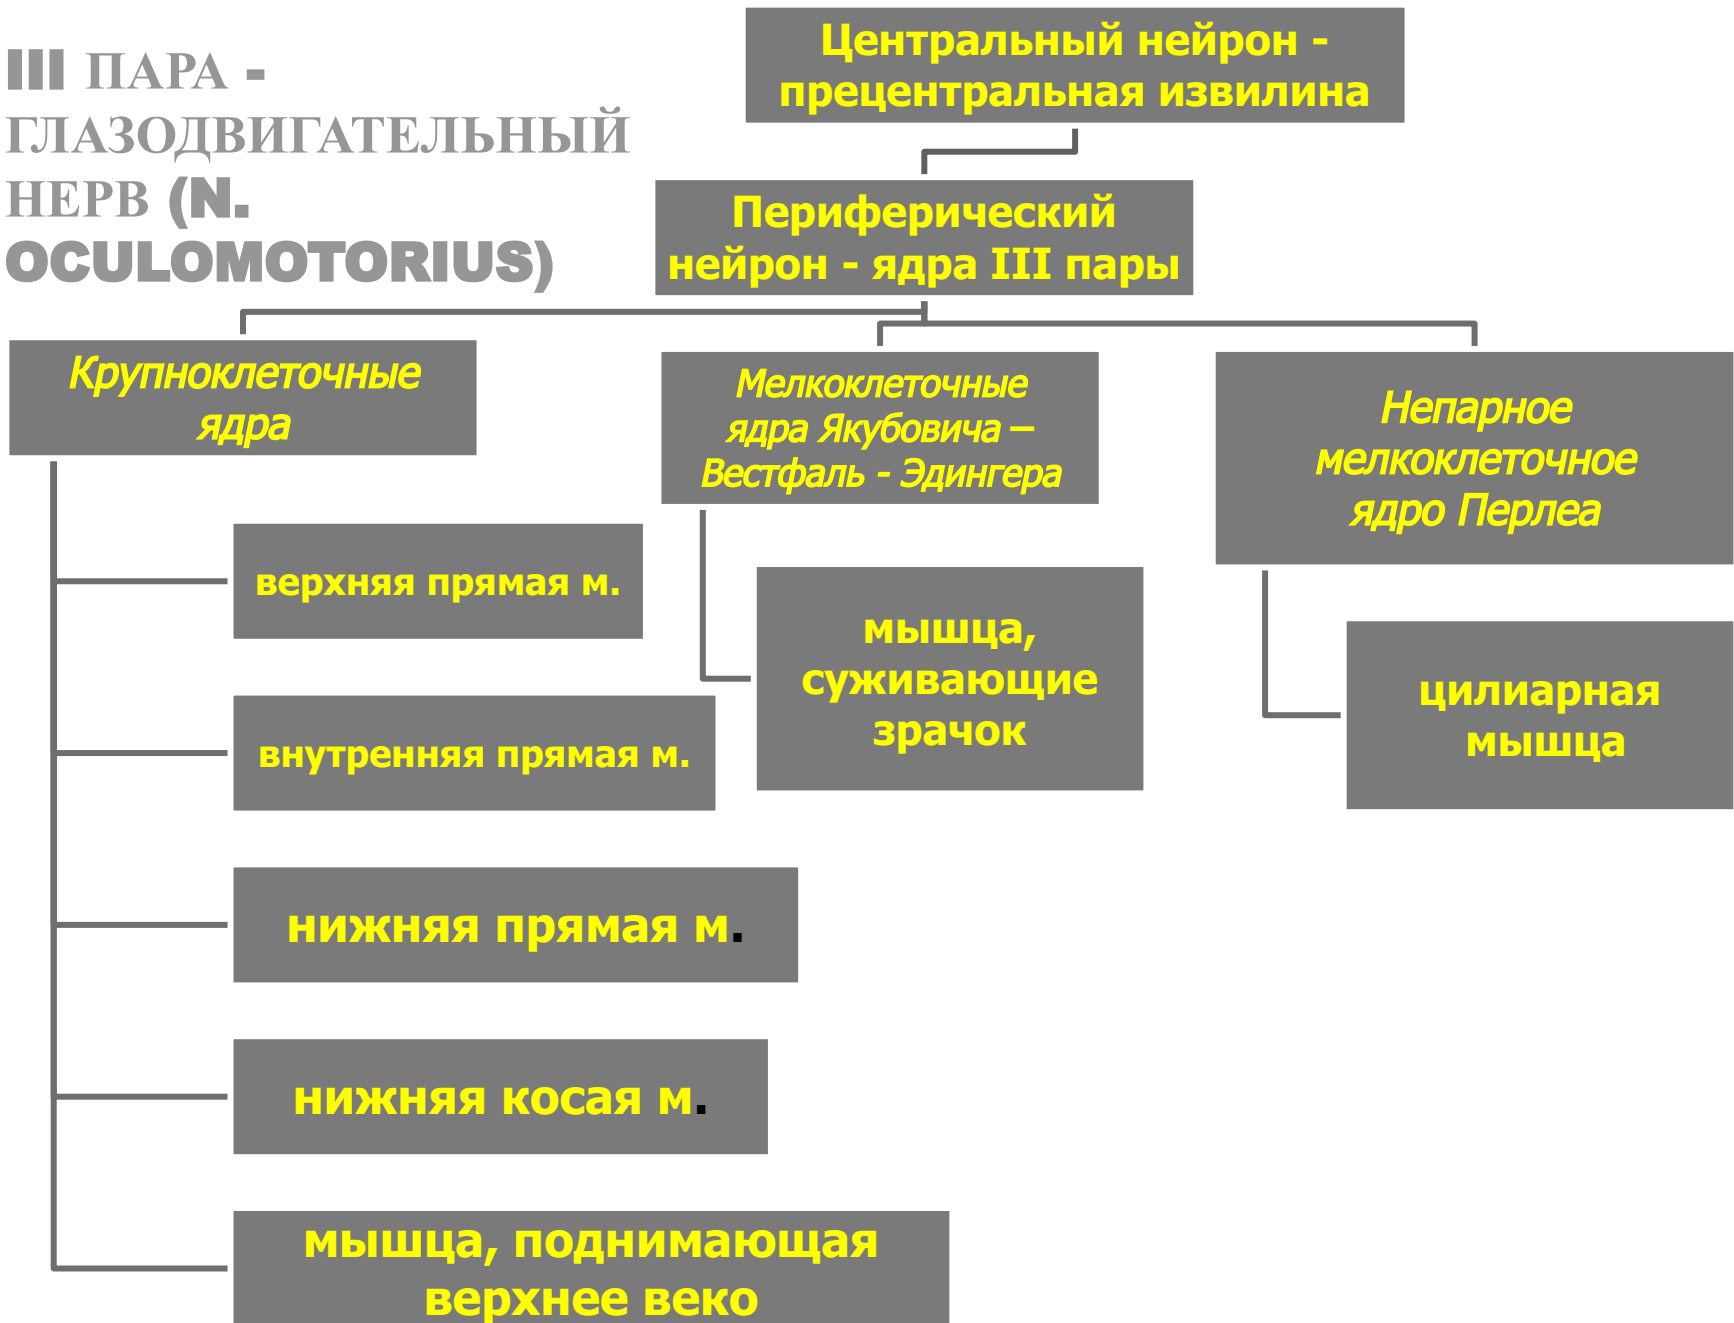 III ПАРА -
ГЛАЗОДВИГАТЕЛЬНЫЙ
НЕРВ (N.
OCULOMOTORIUS)
Центральный нейрон -
прецентральная извилина
Периферический
нейрон - ядра III пары
Крупноклеточные
ядра
верхняя прямая м.
внутренняя прямая м.
нижняя прямая м.
нижняя косая м.
мышца, поднимающая
верхнее веко
Мелкоклеточные
ядра Якубовича –
Вестфаль - Эдингера
мышца,
суживающие
зрачок
Непарное
мелкоклеточное
ядро Перлеа
цилиарная
мышца